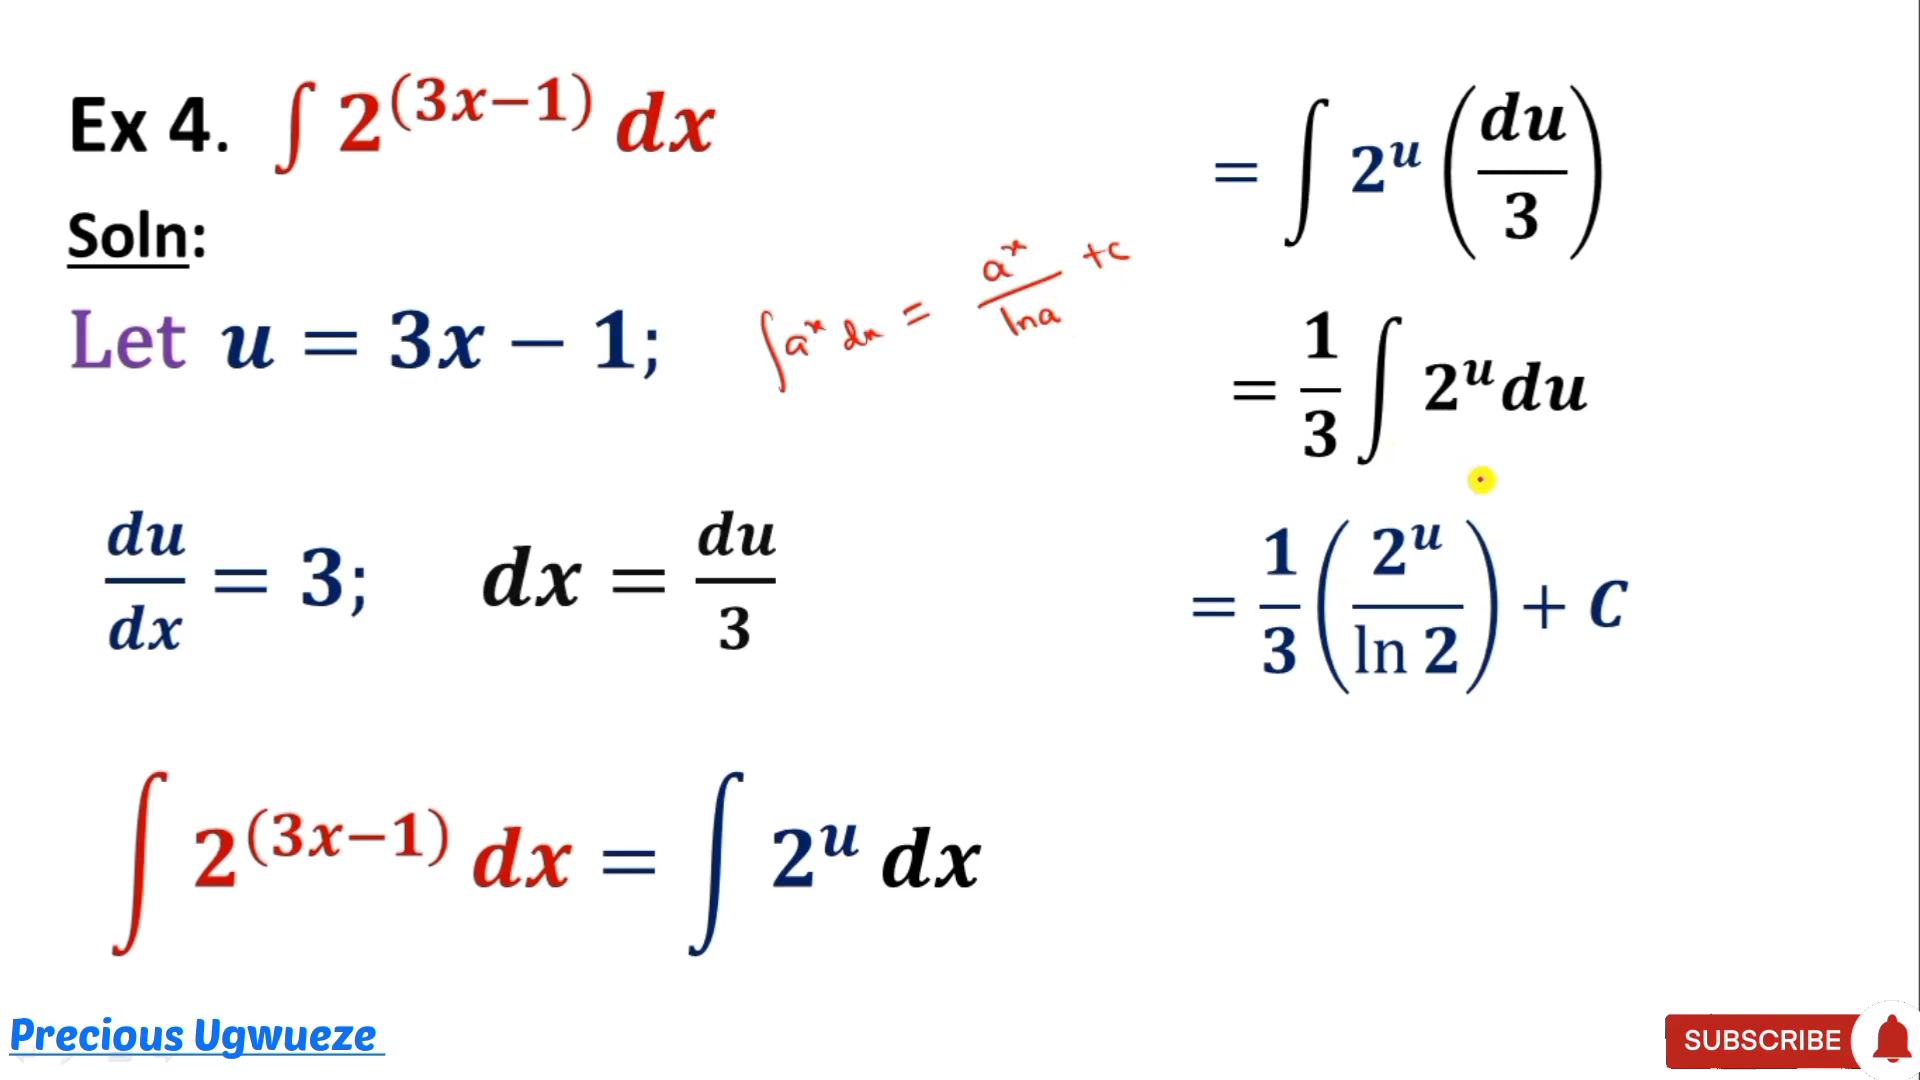 Ex 4. ∫ 2^(3x−1) dx
Soln:
Let u = 3x − 1;
∫ a^x dx = a^x/ln a + c
du/dx = 3; dx = du/3
∫ 2^(3x−1) dx = ∫ 2^u dx
= ∫ 2^u (du/3)
= 1/3 ∫ 2^u du
= 1/3 (2^u/ln 2) + C
Precious Ugwueze
SUBSCRIBE